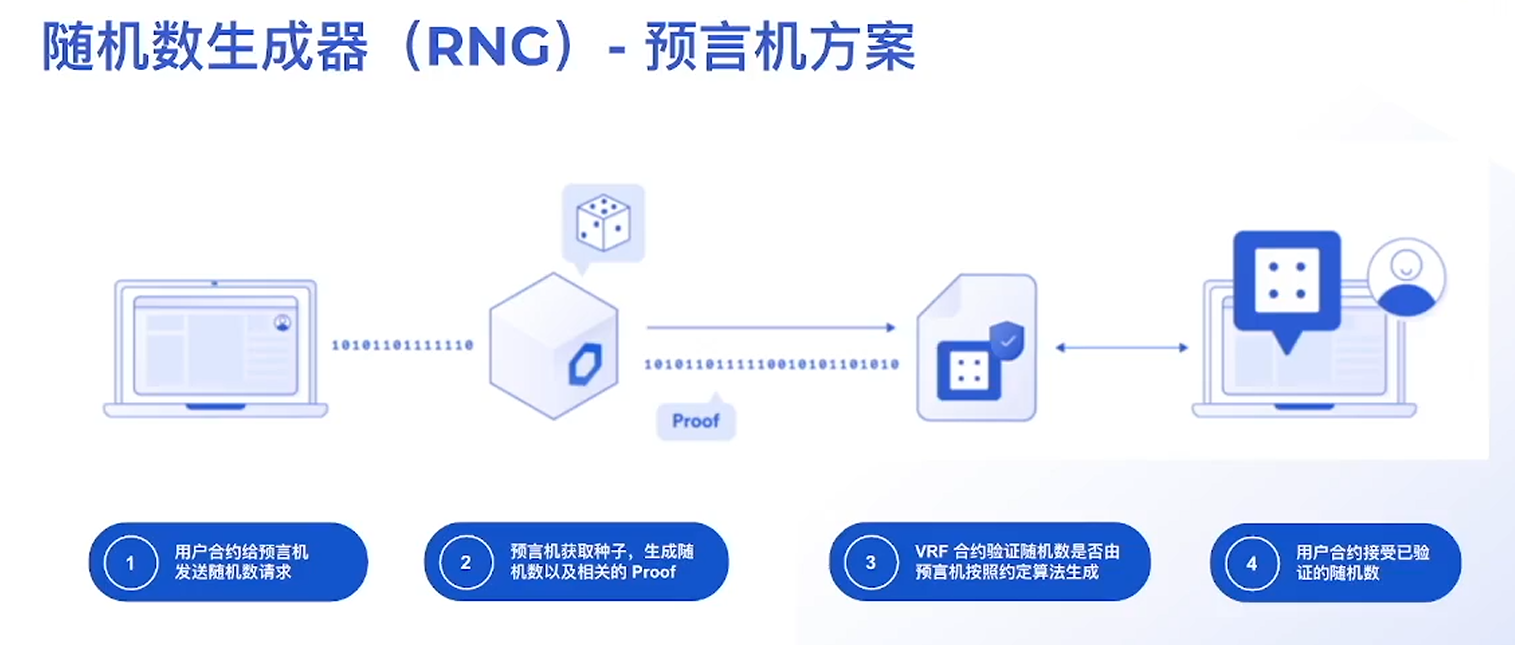 随机数生成器（RNG）- 预言机方案
10101101111110
1010110111110010101101010
Proof
1
用户合约给预言机
发送随机数请求
2
预言机获取种子，生成随
机数以及相关的 Proof
3
VRF 合约验证随机数是否由
预言机按照约定算法生成
4
用户合约接受已验
证的随机数